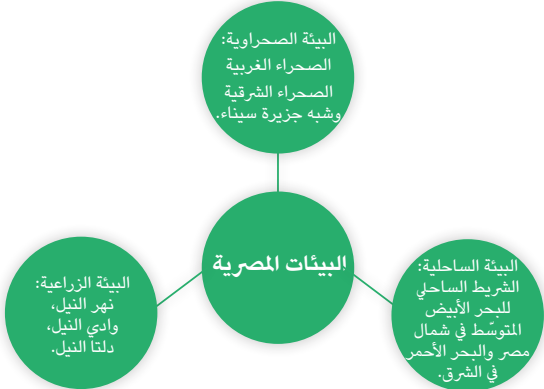 البيئة الصحراوية:
الصحراء الغربية
الصحراء الشرقية
وشبه جزيرة سيناء.
البيئات المصرية
البيئة الساحلية:
الشريط الساحلي
للبحر الأبيض
المتوسّط في شمال
مصر والبحر الأحمر
في الشرق.
البيئة الزراعية:
نهر النيل،
وادي النيل،
دلتا النيل.